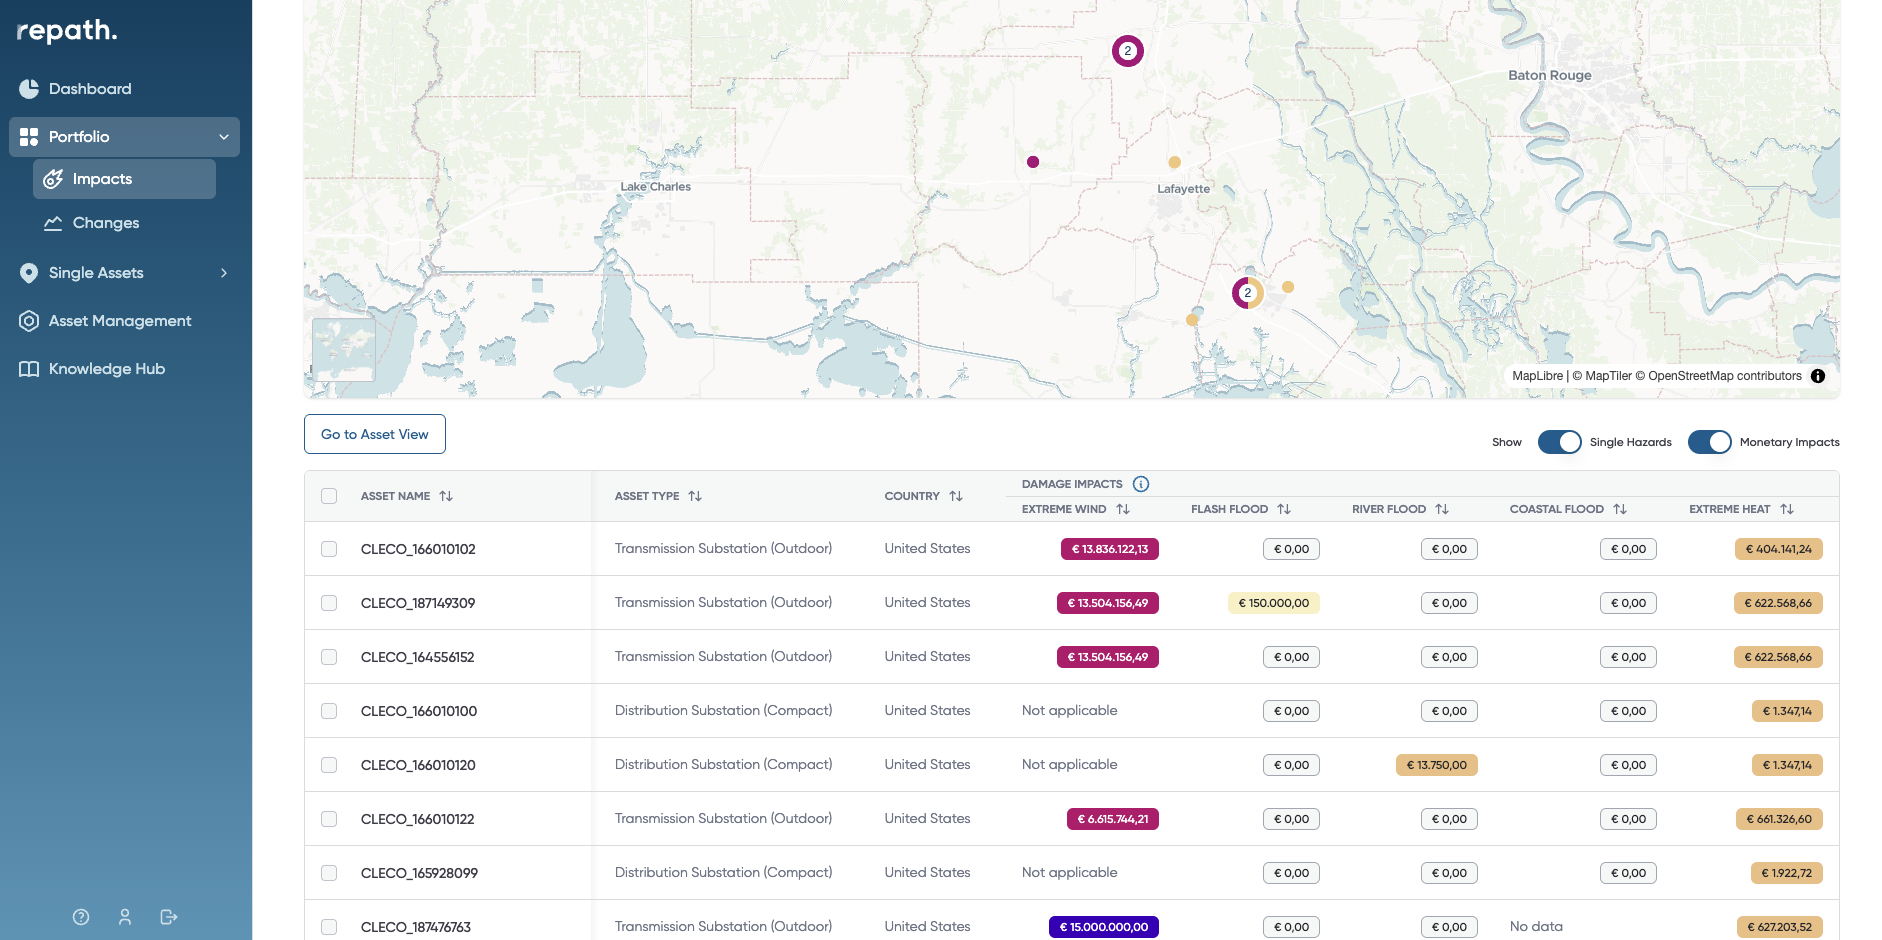 repath.
Dashboard
Portfolio
Impacts
Changes
Single Assets
Asset Management
Knowledge Hub
2
Baton Rouge
Lake Charles
Lafayette
2
MapLibre | © MapTiler © OpenStreetMap contributors
Go to Asset View
Show Single Hazards Monetary Impacts
DAMAGE IMPACTS
ASSET NAME ASSET TYPE COUNTRY
EXTREME WIND FLASH FLOOD RIVER FLOOD COASTAL FLOOD EXTREME HEAT
CLECO_166010102 Transmission Substation (Outdoor) United States € 13.836.122,13 € 0,00 € 0,00 € 0,00 € 404.141,24
CLECO_187149309 Transmission Substation (Outdoor) United States € 13.504.156,49 € 150.000,00 € 0,00 € 0,00 € 622.568,66
CLECO_164556152 Transmission Substation (Outdoor) United States € 13.504.156,49 € 0,00 € 0,00 € 0,00 € 622.568,66
CLECO_166010100 Distribution Substation (Compact) United States Not applicable € 0,00 € 0,00 € 0,00 € 1.347,14
CLECO_166010120 Distribution Substation (Compact) United States Not applicable € 0,00 € 13.750,00 € 0,00 € 1.347,14
CLECO_166010122 Transmission Substation (Outdoor) United States € 6.615.744,21 € 0,00 € 0,00 € 0,00 € 661.326,60
CLECO_165928099 Distribution Substation (Compact) United States Not applicable € 0,00 € 0,00 € 0,00 € 1.922,72
CLECO_187476763 Transmission Substation (Outdoor) United States € 15.000.000,00 € 0,00 € 0,00 No data € 627.203,52